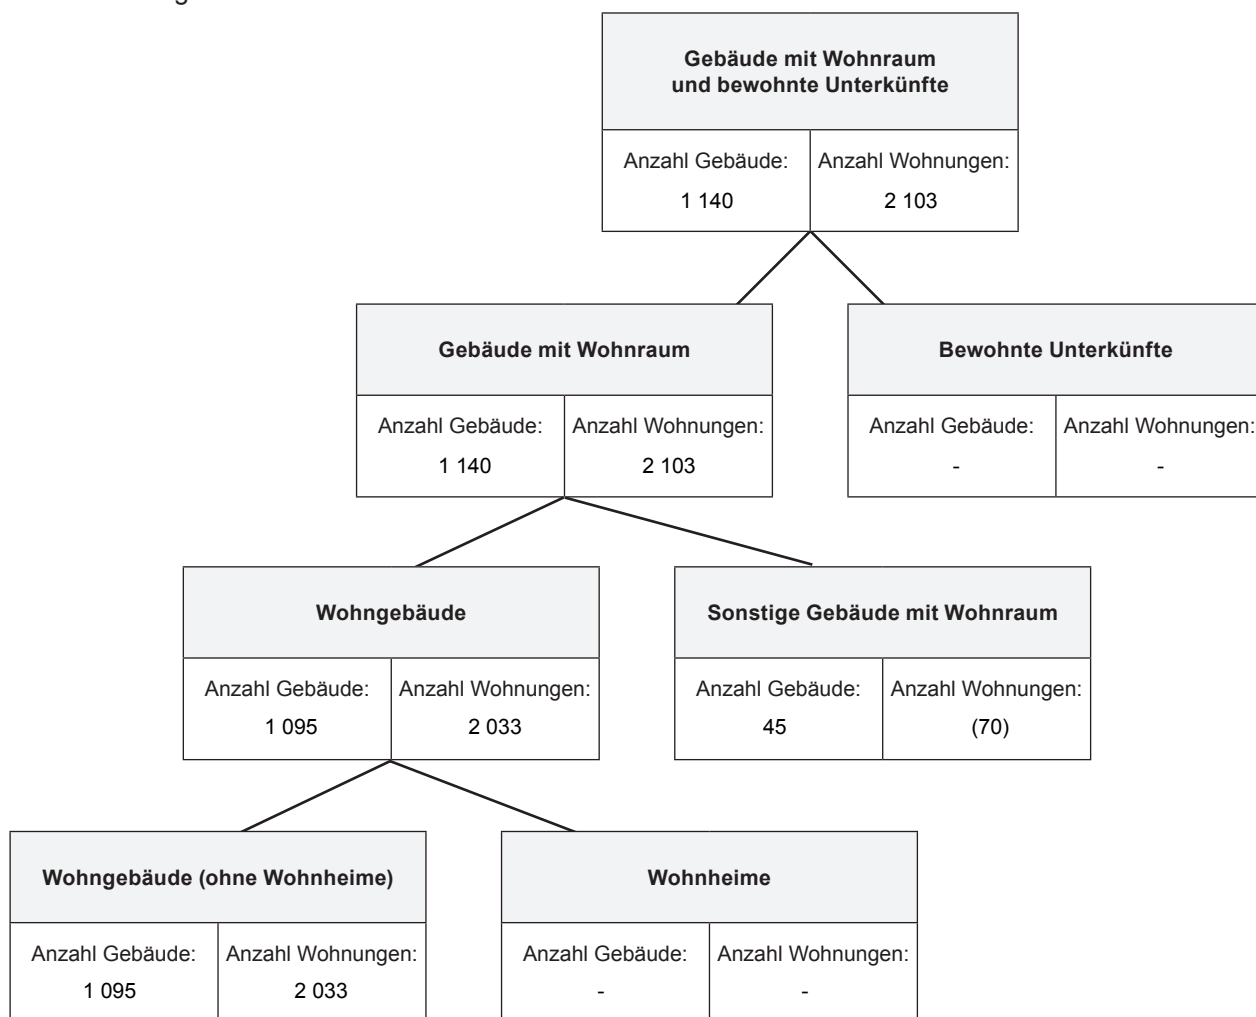 Gebäude mit Wohnraum
und bewohnte Unterkünfte
Anzahl Gebäude: Anzahl Wohnungen:
1 140 2 103
Gebäude mit Wohnraum
Anzahl Gebäude: Anzahl Wohnungen:
1 140 2 103
Bewohnte Unterkünfte
Anzahl Gebäude: Anzahl Wohnungen:
- -
Wohngebäude
Anzahl Gebäude: Anzahl Wohnungen:
1 095 2 033
Sonstige Gebäude mit Wohnraum
Anzahl Gebäude: Anzahl Wohnungen:
45 (70)
Wohngebäude (ohne Wohnheime)
Anzahl Gebäude: Anzahl Wohnungen:
1 095 2 033
Wohnheime
Anzahl Gebäude: Anzahl Wohnungen:
- -